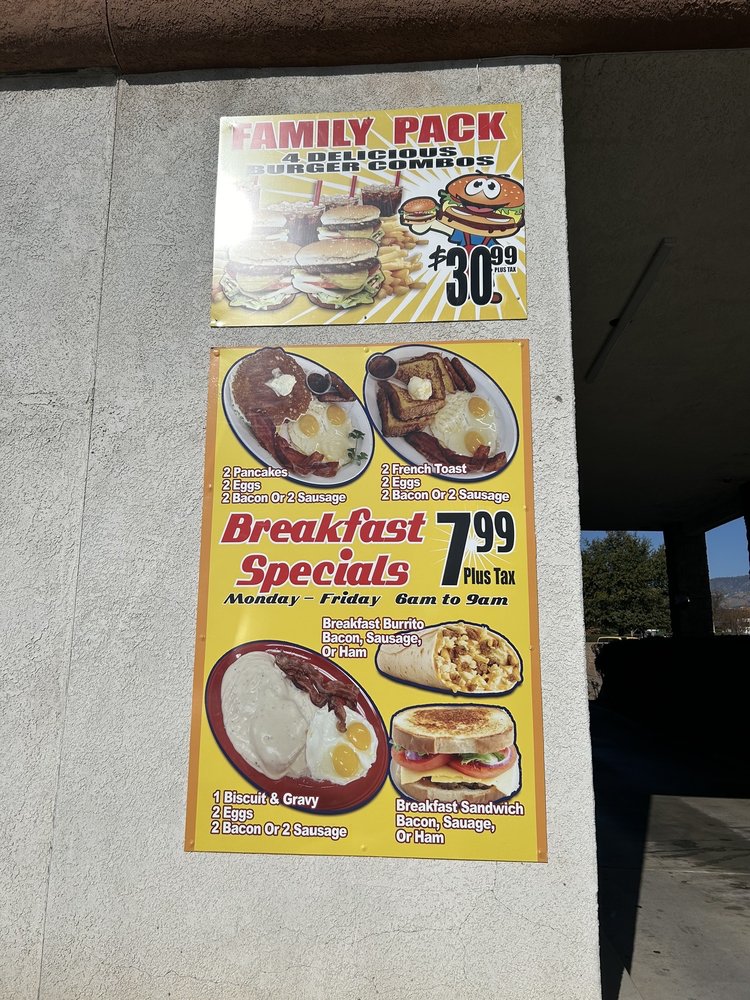 FAMILY PACK
4 DELICIOUS
BURGER COMBOS
$30.99
PLUS TAX
2 Pancakes
2 Eggs
2 Bacon Or 2 Sausage
2 French Toast
2 Eggs
2 Bacon Or 2 Sausage
Breakfast
Specials
7.99
Plus Tax
Monday – Friday 6am to 9am
Breakfast Burrito
Bacon, Sausage,
Or Ham
1 Biscuit & Gravy
2 Eggs
2 Bacon Or 2 Sausage
Breakfast Sandwich
Bacon, Sauage,
Or Ham